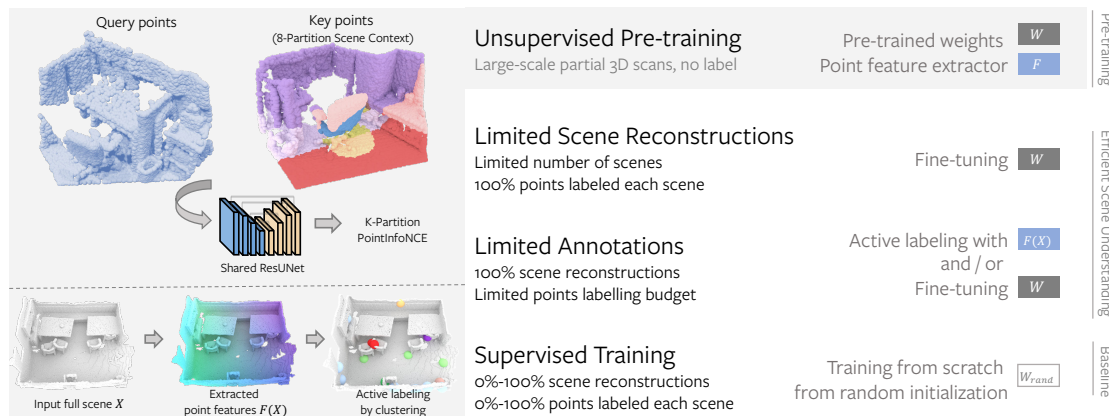 Query points
Key points
(8-Partition Scene Context)
Shared ResUNet
K-Partition
PointInfoNCE
Input full scene X
Extracted
point features F(X)
Active labeling
by clustering
Unsupervised Pre-training
Large-scale partial 3D scans, no label
Pre-trained weights W
Point feature extractor F
Pre-training
Limited Scene Reconstructions
Limited number of scenes
100% points labeled each scene
Fine-tuning W
Limited Annotations
100% scene reconstructions
Limited points labelling budget
Active labeling with F(X)
and / or
Fine-tuning W
Efficient Scene Understanding
Supervised Training
0%-100% scene reconstructions
0%-100% points labeled each scene
Training from scratch
from random initialization
W_rand
Baseline